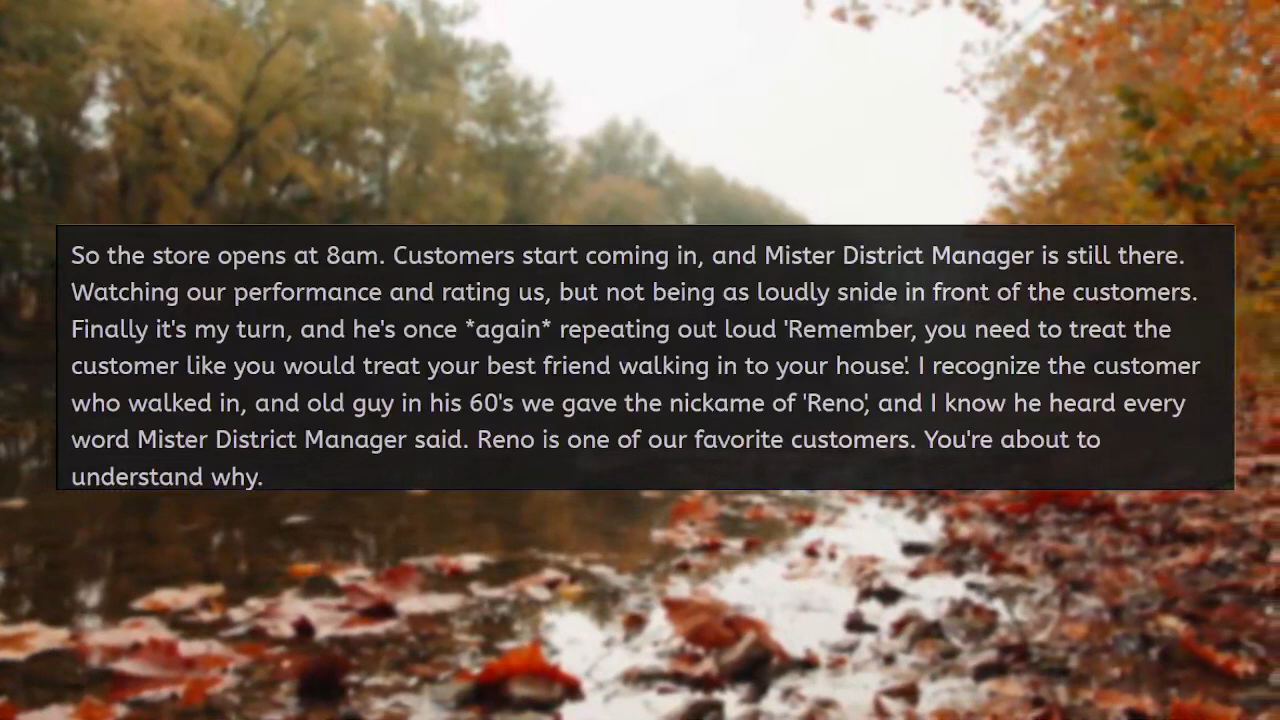 So the store opens at 8am. Customers start coming in, and Mister District Manager is still there.
Watching our performance and rating us, but not being as loudly snide in front of the customers.
Finally it's my turn, and he's once *again* repeating out loud 'Remember, you need to treat the
customer like you would treat your best friend walking in to your house'. I recognize the customer
who walked in, and old guy in his 60's we gave the nickame of 'Reno', and I know he heard every
word Mister District Manager said. Reno is one of our favorite customers. You're about to
understand why.